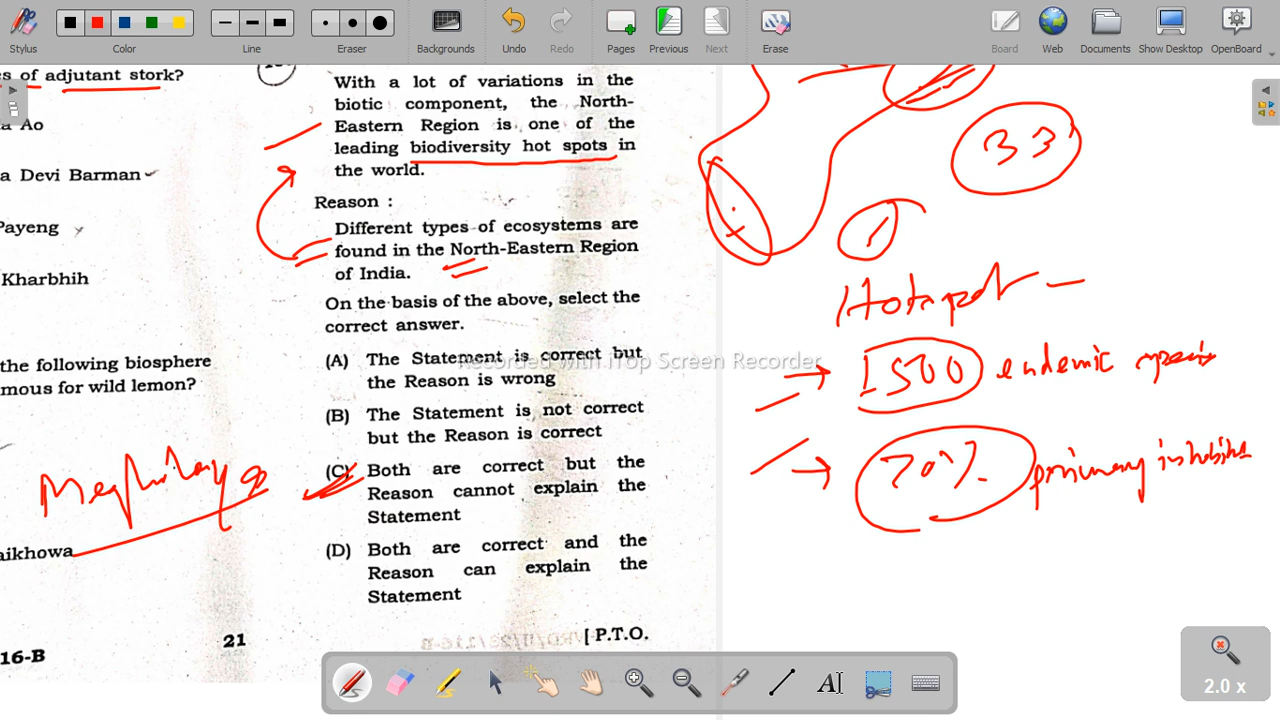 Stylus
Color
Line
Eraser
Backgrounds
Undo
Redo
Pages
Previous
Next
Erase
Board
Web
Documents
Show Desktop
OpenBoard
s of adjutant stork?
a Ao
a Devi Barman
Payeng
Kharbhih
the following biosphere
mous for wild lemon?
Meghalaya
aikhowa
16-B
With a lot of variations in the
biotic component, the North-
Eastern Region is one of the
leading biodiversity hot spots in
the world.
Reason :
Different types of ecosystems are
found in the North-Eastern Region
of India.
On the basis of the above, select the
correct answer.
(A) The Statement is correct but
the Reason is wrong
(B) The Statement is not correct
but the Reason is correct
(C) Both are correct but the
Reason cannot explain the
Statement
(D) Both are correct and the
Reason can explain the
Statement
21
[ P.T.O.
Recorded with iTop Screen Recorder
33
Hotspot -
1500 endemic species
70% primary
2.0 x